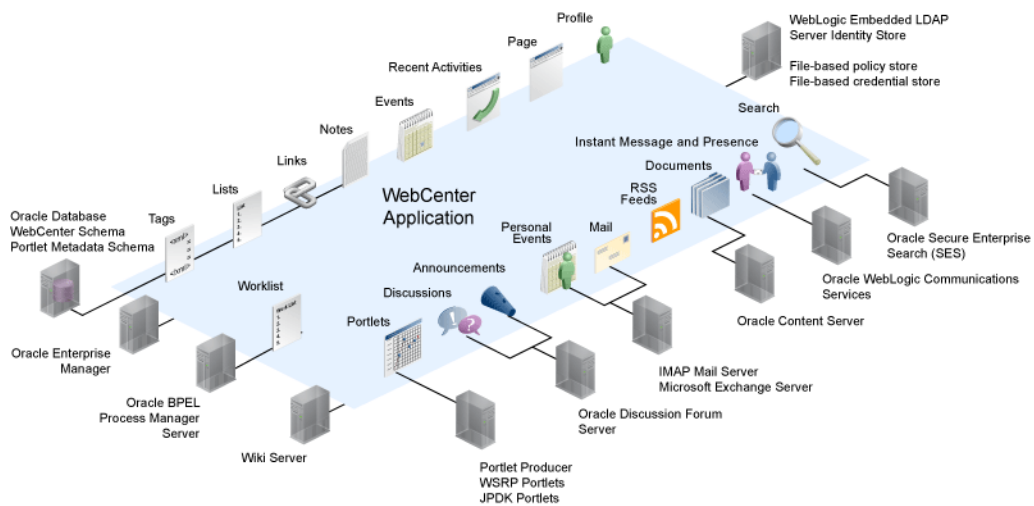 Profile
WebLogic Embedded LDAP
Server Identity Store
File-based policy store
File-based credential store
Page
Recent Activities
Events
Search
Notes
Instant Message and Presence
Links
Documents
WebCenter
Application
RSS
Feeds
Lists
Tags
Oracle Database
WebCenter Schema
Portlet Metadata Schema
Personal
Events
Mail
Oracle Secure Enterprise
Search (SES)
Announcements
Oracle WebLogic Communications
Services
Worklist
Discussions
Portlets
Oracle Content Server
Oracle Enterprise
Manager
IMAP Mail Server
Microsoft Exchange Server
Oracle BPEL
Process Manager
Server
Oracle Discussion Forum
Server
Wiki Server
Portlet Producer
WSRP Portlets
JPDK Portlets